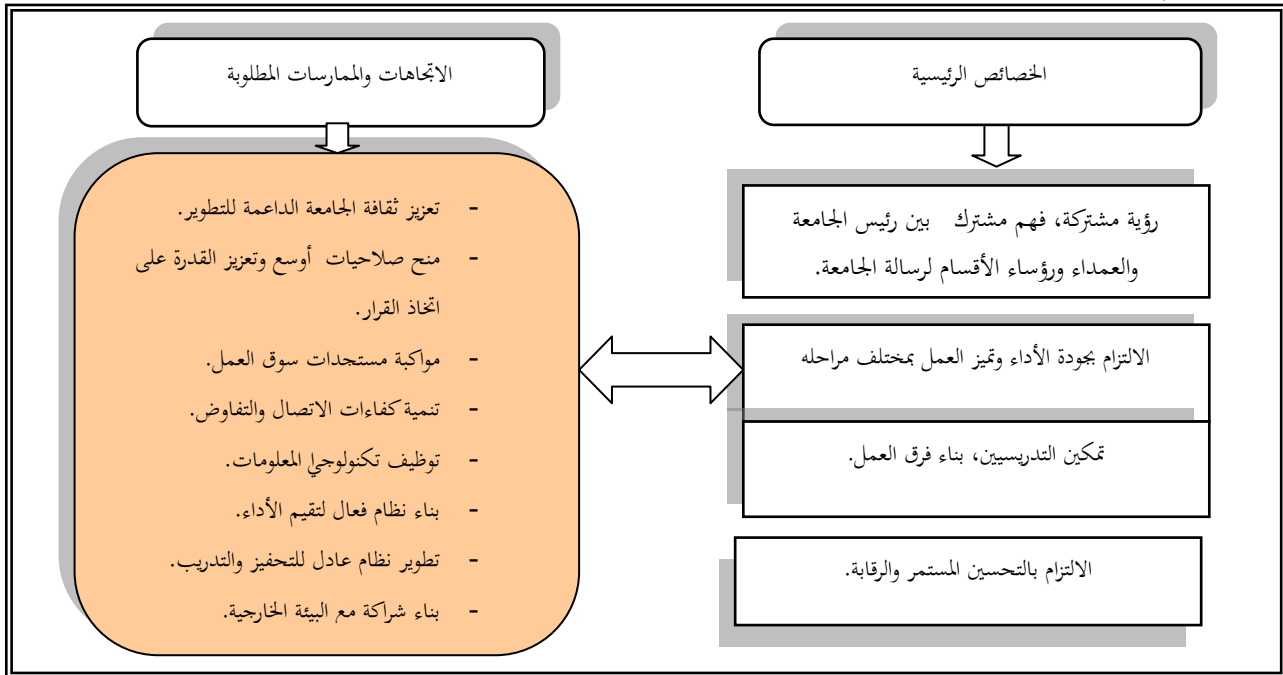 الخصائص الرئيسية
رؤية مشتركة، فهم مشترك بين رئيس الجامعة
والعمداء ورؤساء الأقسام لرسالة الجامعة.
الالتزام بجودة الأداء وتميز العمل بمختلف مراحله
تمكين التدريسيين، بناء فرق العمل.
الالتزام بالتحسين المستمر والرقابة.
الاتجاهات والممارسات المطلوبة
- تعزيز ثقافة الجامعة الداعمة للتطوير.
- منح صلاحيات أوسع وتعزيز القدرة على
اتخاذ القرار.
- مواكبة مستجدات سوق العمل.
- تنمية كفاءات الاتصال والتفاوض.
- توظيف تكنولوجيا المعلومات.
- بناء نظام فعال لتقيم الأداء.
- تطوير نظام عادل للتحفيز والتدريب.
- بناء شراكة مع البيئة الخارجية.